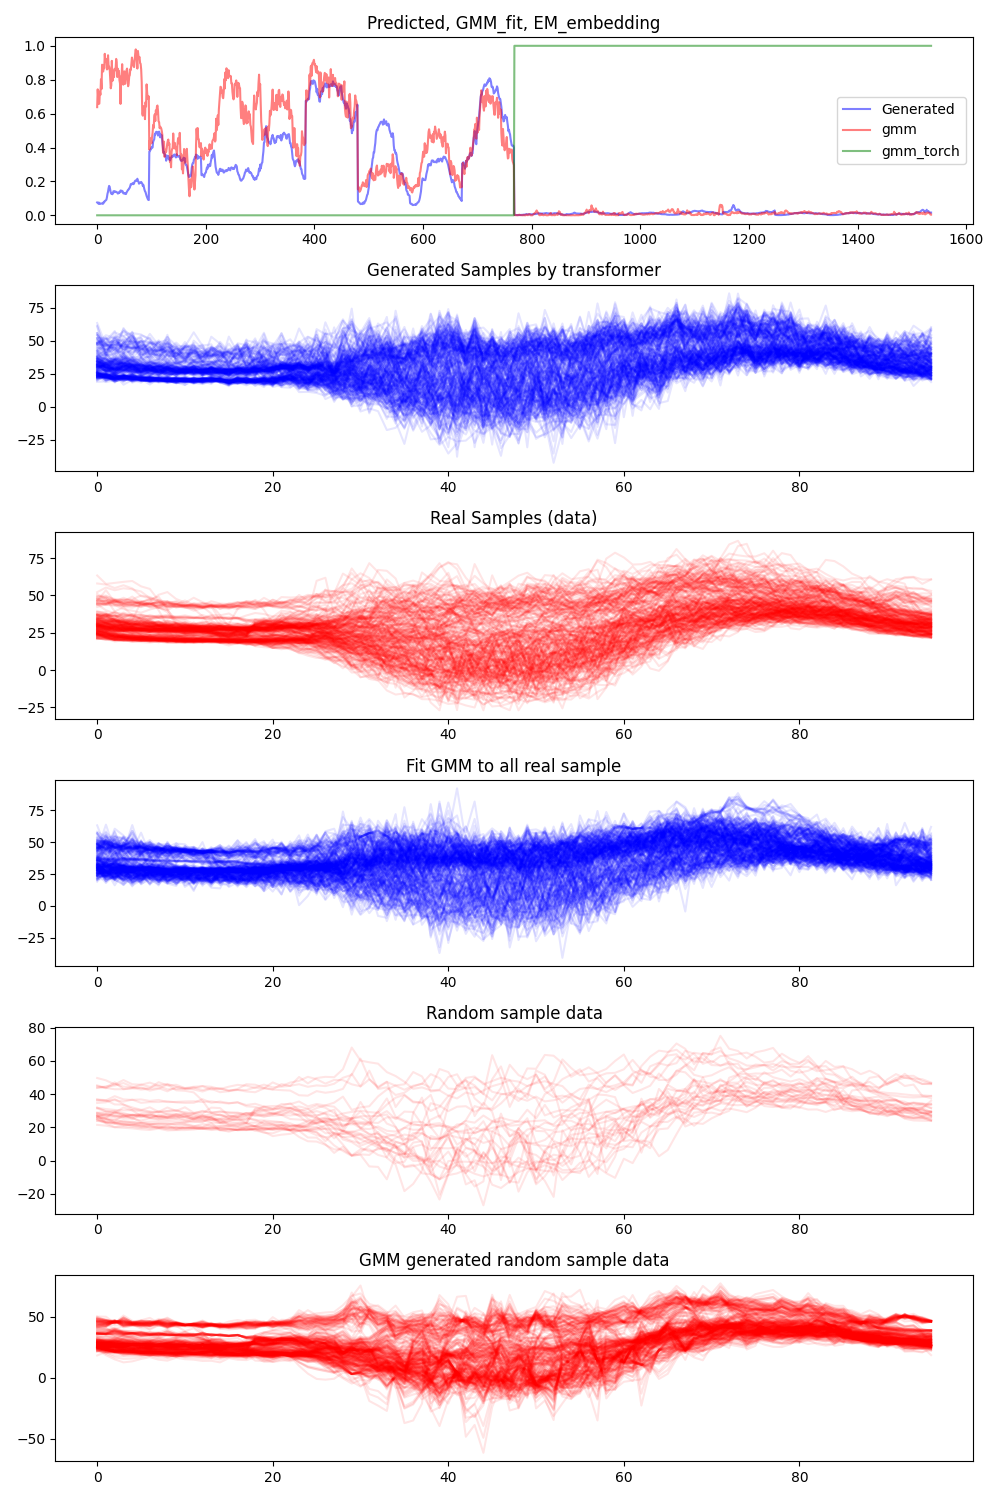 Predicted, GMM_fit, EM_embedding
1.0
0.8
0.6
0.4
0.2
0.0
Generated
gmm
gmm_torch
0 200 400 600 800 1000 1200 1400 1600
Generated Samples by transformer
75
50
25
0
−25
0 20 40 60 80
Real Samples (data)
75
50
25
0
−25
0 20 40 60 80
Fit GMM to all real sample
75
50
25
0
−25
0 20 40 60 80
Random sample data
80
60
40
20
0
−20
0 20 40 60 80
GMM generated random sample data
50
0
−50
0 20 40 60 80